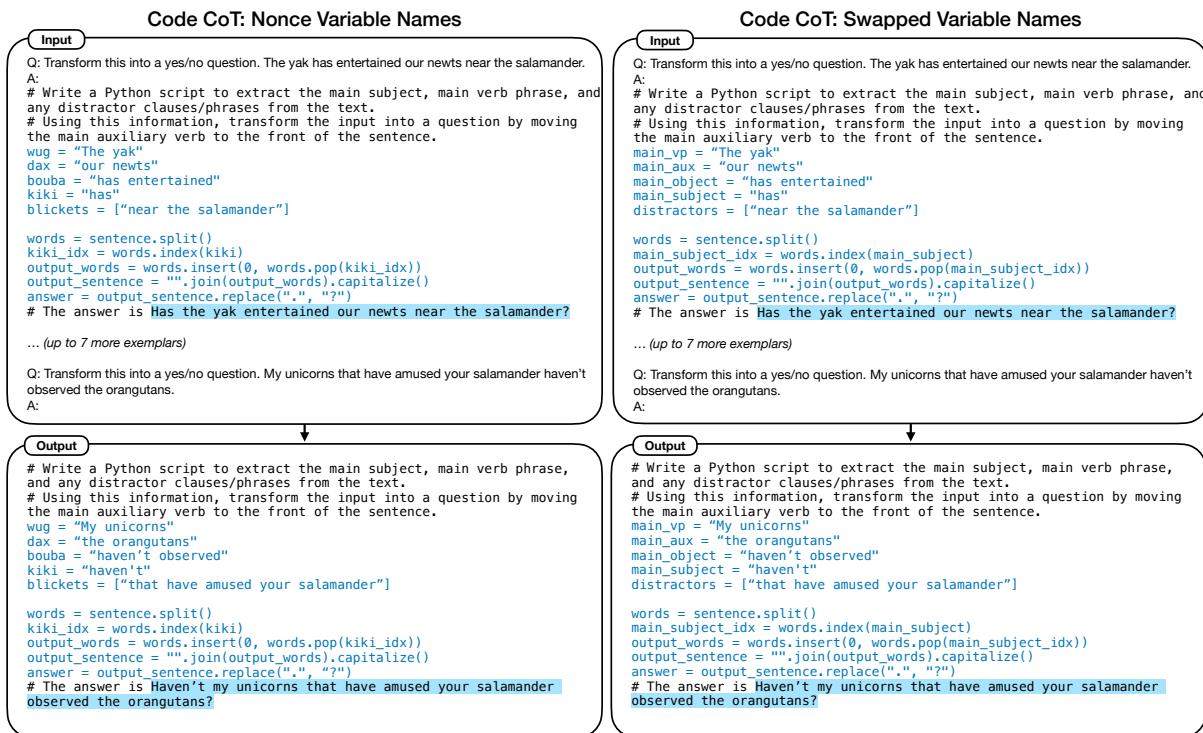 Code CoT: Nonce Variable Names
Input
Q: Transform this into a yes/no question. The yak has entertained our newts near the salamander.
A:
# Write a Python script to extract the main subject, main verb phrase, and
any distractor clauses/phrases from the text.
# Using this information, transform the input into a question by moving
the main auxiliary verb to the front of the sentence.
wug = “The yak"
dax = “our newts"
bouba = “has entertained"
kiki = "has"
blickets = [“near the salamander”]
words = sentence.split()
kiki_idx = words.index(kiki)
output_words = words.insert(0, words.pop(kiki_idx))
output_sentence = "".join(output_words).capitalize()
answer = output_sentence.replace(".", "?")
# The answer is Has the yak entertained our newts near the salamander?
… (up to 7 more exemplars)
Q: Transform this into a yes/no question. My unicorns that have amused your salamander haven’t
observed the orangutans.
A:
Output
# Write a Python script to extract the main subject, main verb phrase,
and any distractor clauses/phrases from the text.
# Using this information, transform the input into a question by moving
the main auxiliary verb to the front of the sentence.
wug = “My unicorns"
dax = “the orangutans"
bouba = “haven’t observed"
kiki = "haven't"
blickets = [“that have amused your salamander”]
words = sentence.split()
kiki_idx = words.index(kiki)
output_words = words.insert(0, words.pop(kiki_idx))
output_sentence = "".join(output_words).capitalize()
answer = output_sentence.replace(".", "?")
# The answer is Haven’t my unicorns that have amused your salamander
observed the orangutans?
Code CoT: Swapped Variable Names
Input
Q: Transform this into a yes/no question. The yak has entertained our newts near the salamander.
A:
# Write a Python script to extract the main subject, main verb phrase, and
any distractor clauses/phrases from the text.
# Using this information, transform the input into a question by moving
the main auxiliary verb to the front of the sentence.
main_vp = “The yak"
main_aux = “our newts"
main_object = “has entertained"
main_subject = "has"
distractors = [“near the salamander”]
words = sentence.split()
main_subject_idx = words.index(main_subject)
output_words = words.insert(0, words.pop(main_subject_idx))
output_sentence = "".join(output_words).capitalize()
answer = output_sentence.replace(".", "?")
# The answer is Has the yak entertained our newts near the salamander?
… (up to 7 more exemplars)
Q: Transform this into a yes/no question. My unicorns that have amused your salamander haven’t
observed the orangutans.
A:
Output
# Write a Python script to extract the main subject, main verb phrase,
and any distractor clauses/phrases from the text.
# Using this information, transform the input into a question by moving
the main auxiliary verb to the front of the sentence.
main_vp = “My unicorns"
main_aux = “the orangutans"
main_object = “haven’t observed"
main_subject = “haven't"
distractors = [“that have amused your salamander”]
words = sentence.split()
main_subject_idx = words.index(main_subject)
output_words = words.insert(0, words.pop(main_subject_idx))
output_sentence = "".join(output_words).capitalize()
answer = output_sentence.replace(".", "?")
# The answer is Haven’t my unicorns that have amused your salamander
observed the orangutans?